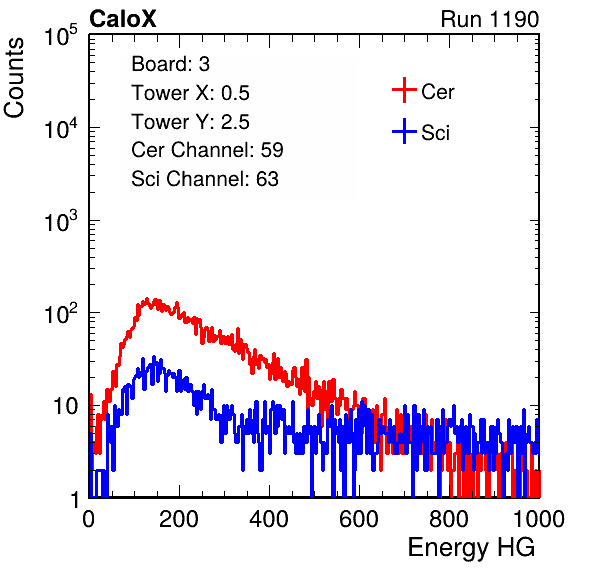 CaloX Run 1190
Counts
Board: 3
Tower X: 0.5
Tower Y: 2.5
Cer Channel: 59
Sci Channel: 63
Cer
Sci
10^5
10^4
10^3
10^2
10
1
0 200 400 600 800 1000
Energy HG